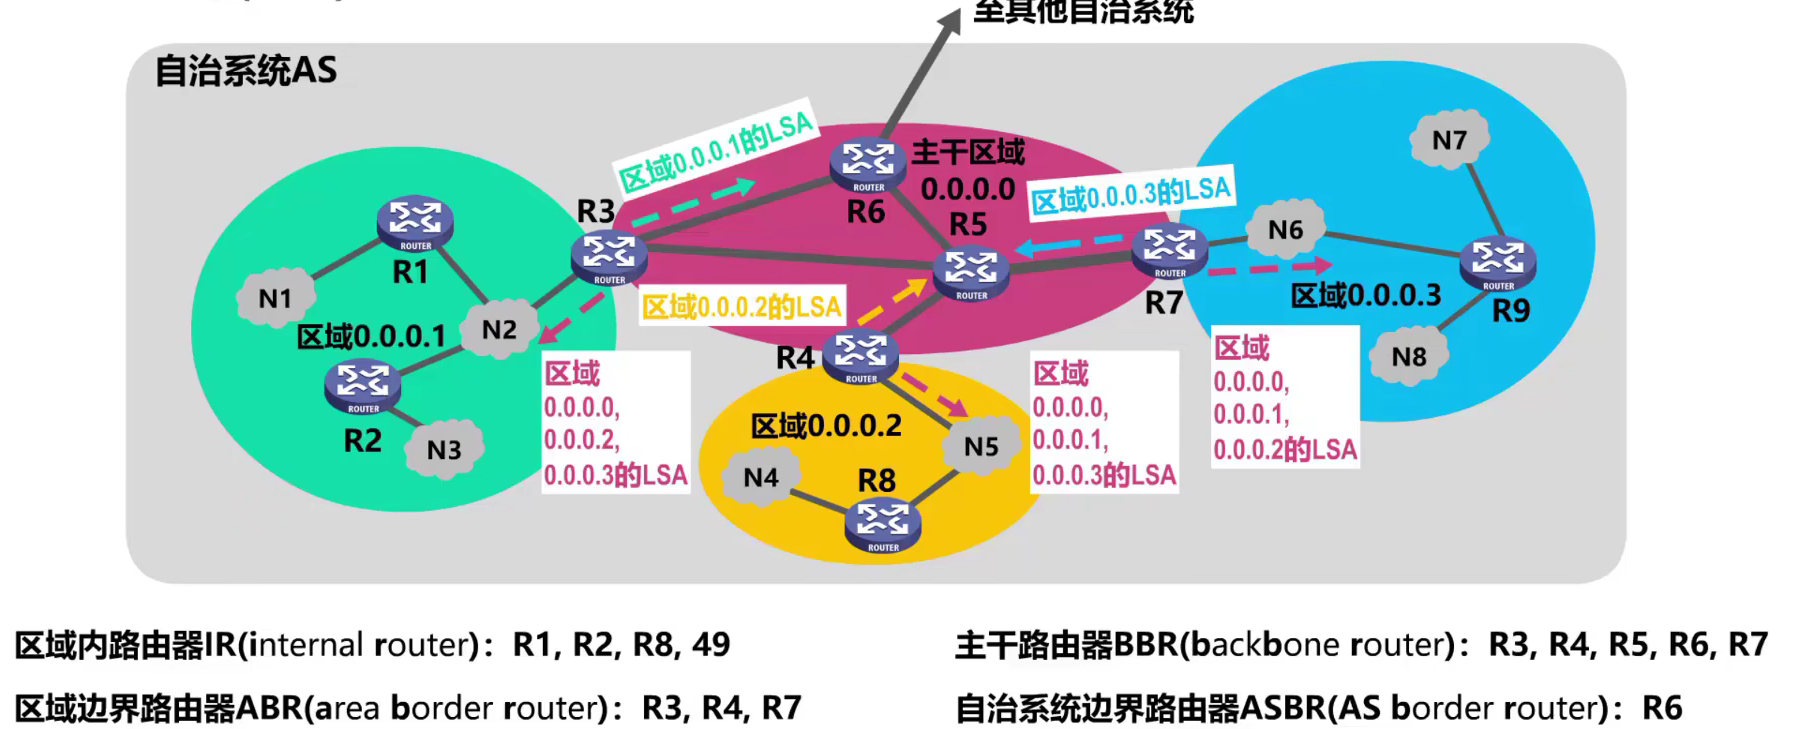 至其他自治系统
自治系统AS
区域0.0.0.1的LSA
主干区域
0.0.0.0
区域0.0.0.3的LSA
N7
R3
R6
R5
ROUTER
ROUTER
ROUTER
ROUTER
ROUTER
N6
R1
N1
N2
区域0.0.0.2的LSA
R7
区域0.0.0.3
ROUTER
R9
区域0.0.0.1
ROUTER
R2
N3
R4
ROUTER
N8
区域
0.0.0.0,
0.0.0.2,
0.0.0.3的LSA
区域0.0.0.2
N5
N4
R8
ROUTER
区域
0.0.0.0,
0.0.0.1,
0.0.0.3的LSA
区域
0.0.0.0,
0.0.0.1,
0.0.0.2的LSA
区域内路由器IR(internal router)：R1, R2, R8, 49
主干路由器BBR(backbone router)：R3, R4, R5, R6, R7
区域边界路由器ABR(area border router)：R3, R4, R7
自治系统边界路由器ASBR(AS border router)：R6